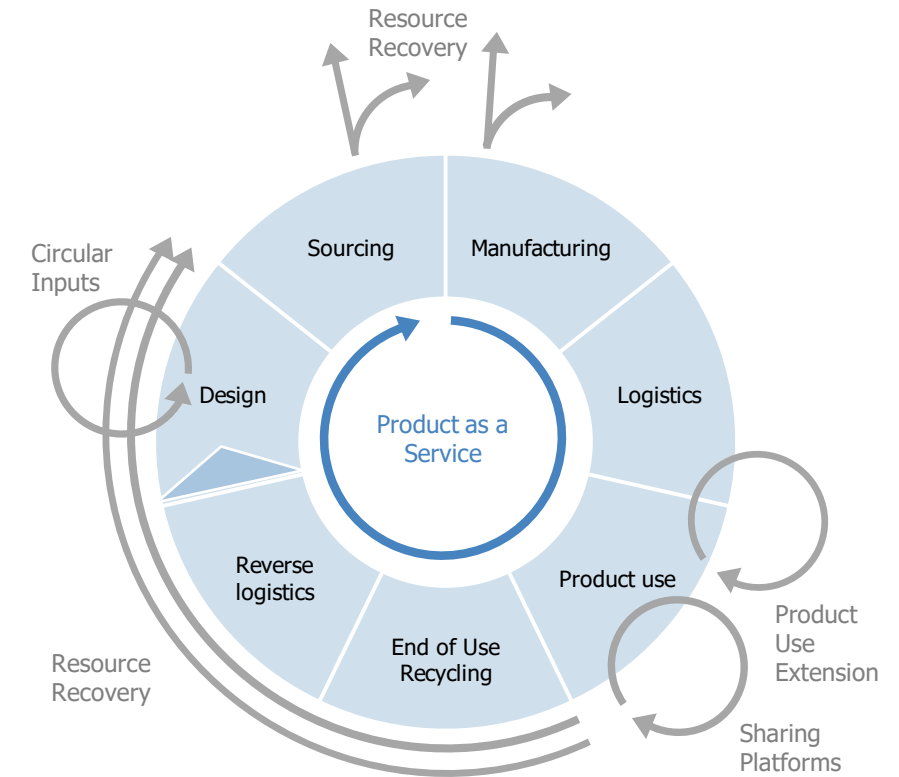 Resource
Recovery
Circular
Inputs
Sourcing
Manufacturing
Design
Logistics
Product as a
Service
Reverse
logistics
Product use
End of Use
Recycling
Product
Use
Extension
Resource
Recovery
Sharing
Platforms